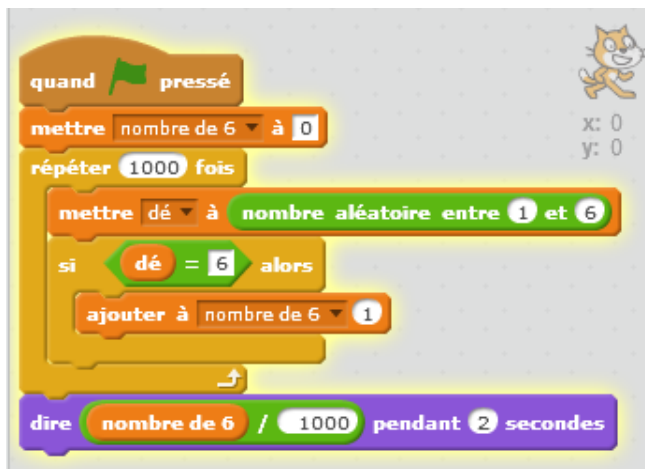 quand pressé
mettre nombre de 6 à 0
répéter 1000 fois
mettre dé à nombre aléatoire entre 1 et 6
si dé = 6 alors
ajouter à nombre de 6 1
dire nombre de 6 / 1000 pendant 2 secondes
x: 0
y: 0